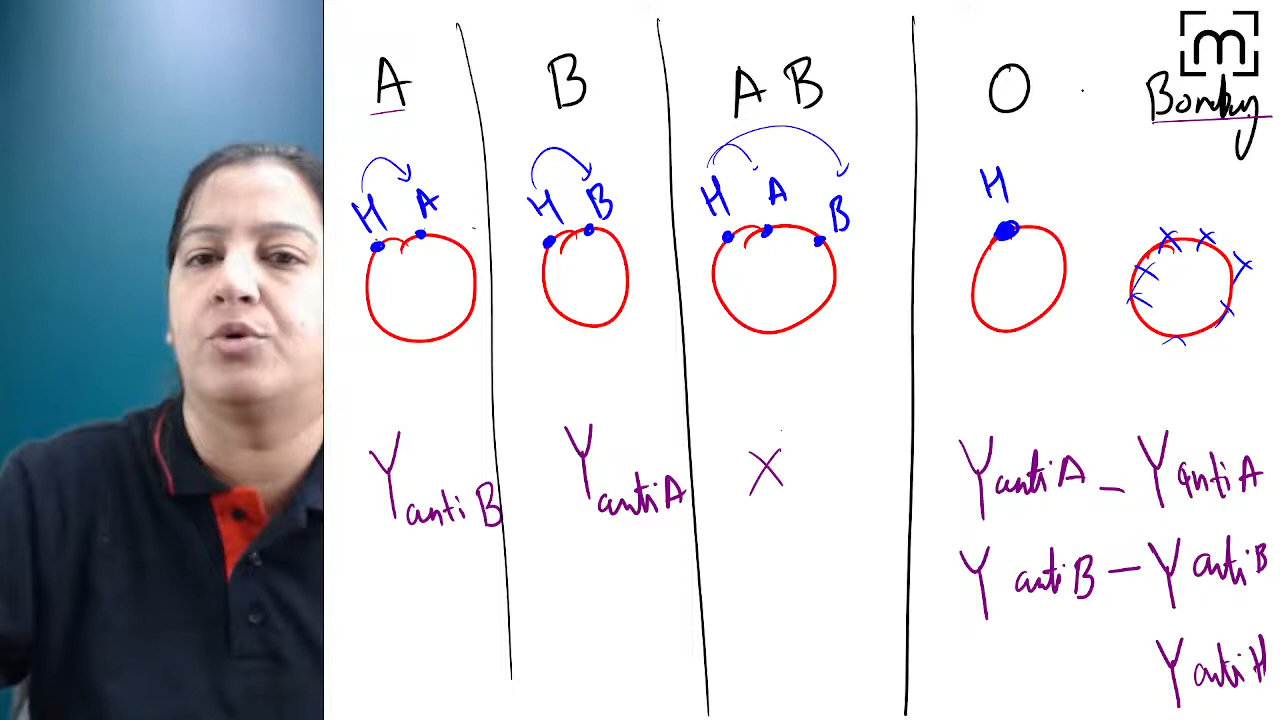 A B AB O Bombay
H A H B H A B H
Y anti B Y anti A X Y anti A – Y anti A
Y anti B – Y anti B
Y anti H